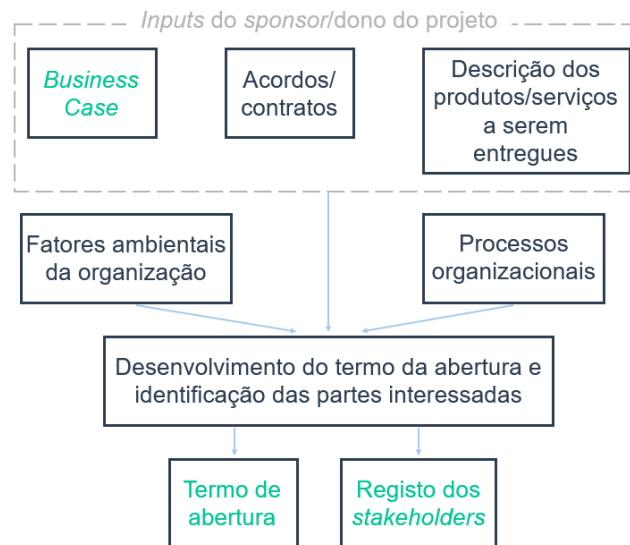 Inputs do sponsor/dono do projeto
Business
Case
Acordos/
contratos
Descrição dos
produtos/serviços
a serem
entregues
Fatores ambientais
da organização
Processos
organizacionais
Desenvolvimento do termo da abertura e
identificação das partes interessadas
Termo de
abertura
Registo dos
stakeholders